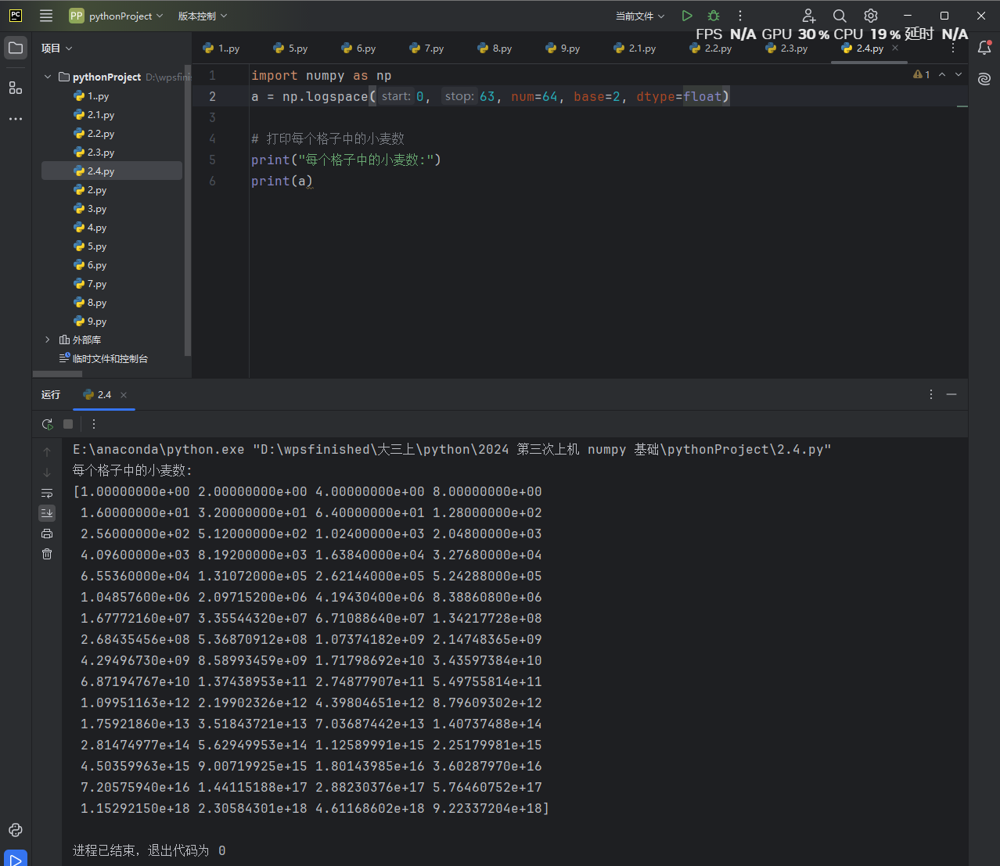 PC
PP pythonProject 版本控制 当前文件
FPS N/A GPU 30 % CPU 19 % 延时 N/A
项目
1..py 5.py 6.py 7.py 8.py 9.py 2.1.py 2.2.py 2.3.py 2.4.py
pythonProject D:\wpsfini
1..py
2.1.py
2.2.py
2.3.py
2.4.py
2.py
3.py
4.py
5.py
6.py
7.py
8.py
9.py
外部库
临时文件和控制台
1 import numpy as np
1
2 a = np.logspace( start: 0, stop: 63, num=64, base=2, dtype=float)
3
4 # 打印每个格子中的小麦数
5 print("每个格子中的小麦数:")
6 print(a)
运行 2.4
E:\anaconda\python.exe "D:\wpsfinished\大三上\python\2024 第三次上机 numpy 基础\pythonProject\2.4.py"
每个格子中的小麦数:
[1.00000000e+00 2.00000000e+00 4.00000000e+00 8.00000000e+00
1.60000000e+01 3.20000000e+01 6.40000000e+01 1.28000000e+02
2.56000000e+02 5.12000000e+02 1.02400000e+03 2.04800000e+03
4.09600000e+03 8.19200000e+03 1.63840000e+04 3.27680000e+04
6.55360000e+04 1.31072000e+05 2.62144000e+05 5.24288000e+05
1.04857600e+06 2.09715200e+06 4.19430400e+06 8.38860800e+06
1.67772160e+07 3.35544320e+07 6.71088640e+07 1.34217728e+08
2.68435456e+08 5.36870912e+08 1.07374182e+09 2.14748365e+09
4.29496730e+09 8.58993459e+09 1.71798692e+10 3.43597384e+10
6.87194767e+10 1.37438953e+11 2.74877907e+11 5.49755814e+11
1.09951163e+12 2.19902326e+12 4.39804651e+12 8.79609302e+12
1.75921860e+13 3.51843721e+13 7.03687442e+13 1.40737488e+14
2.81474977e+14 5.62949953e+14 1.12589991e+15 2.25179981e+15
4.50359963e+15 9.00719925e+15 1.80143985e+16 3.60287970e+16
7.20575940e+16 1.44115188e+17 2.88230376e+17 5.76460752e+17
1.15292150e+18 2.30584301e+18 4.61168602e+18 9.22337204e+18]
进程已结束，退出代码为 0